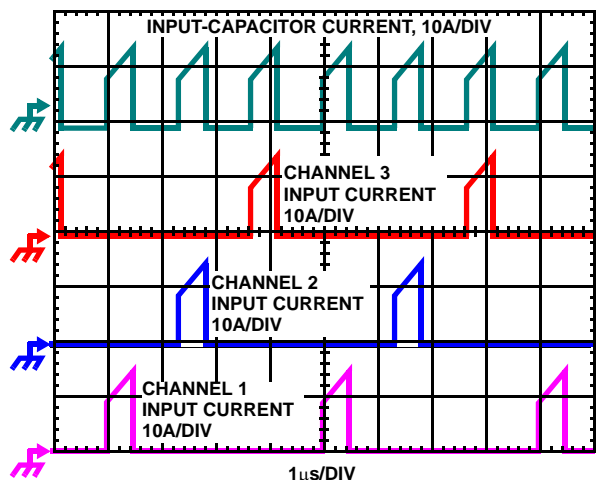 INPUT-CAPACITOR CURRENT, 10A/DIV
CHANNEL 3
INPUT CURRENT
10A/DIV
CHANNEL 2
INPUT CURRENT
10A/DIV
CHANNEL 1
INPUT CURRENT
10A/DIV
1μs/DIV